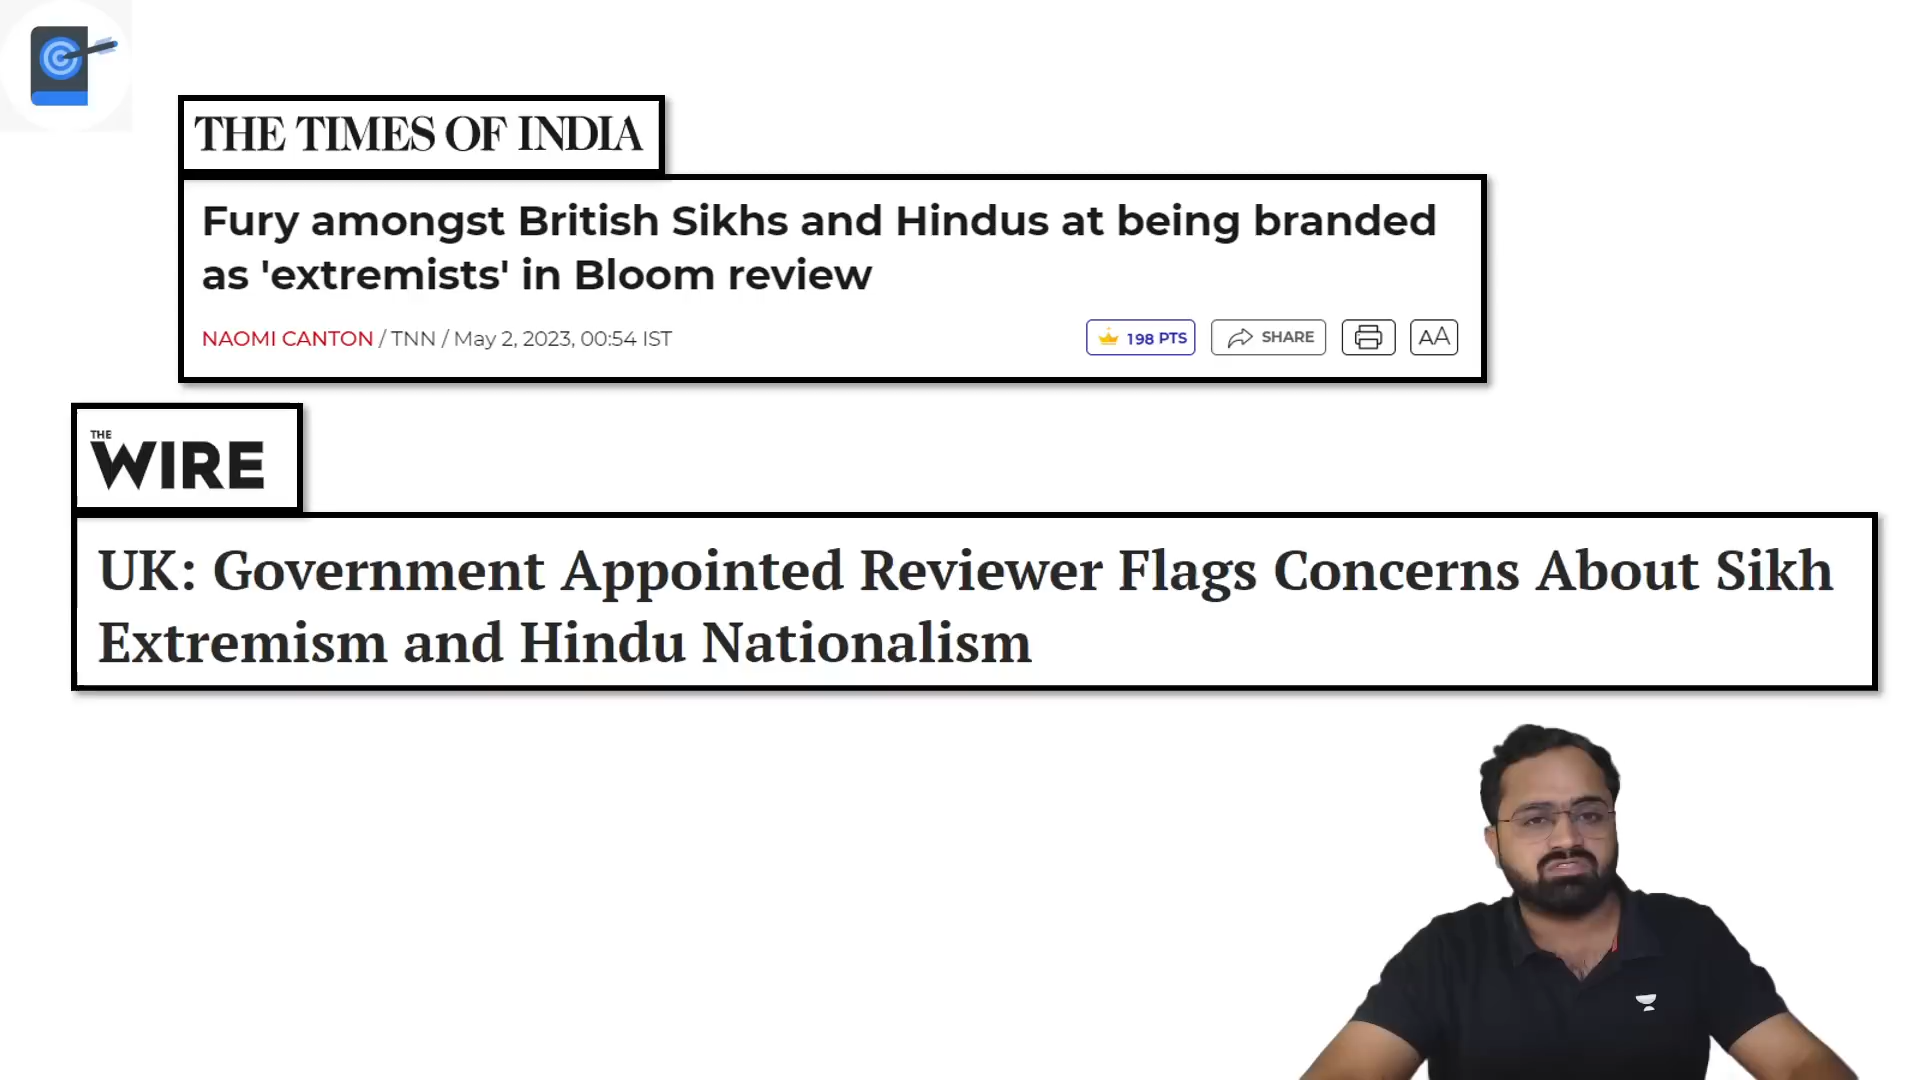 THE TIMES OF INDIA
Fury amongst British Sikhs and Hindus at being branded
as 'extremists' in Bloom review
NAOMI CANTON / TNN / May 2, 2023, 00:54 IST
198 PTS
SHARE
AA
THE
WIRE
UK: Government Appointed Reviewer Flags Concerns About Sikh
Extremism and Hindu Nationalism